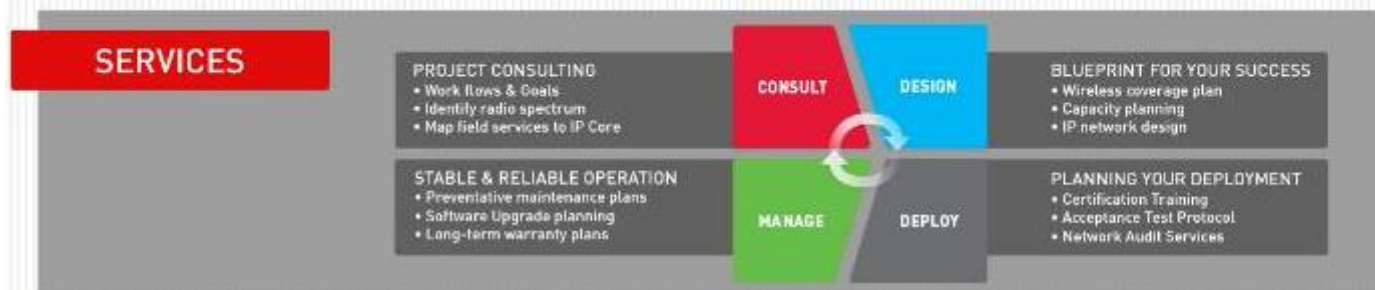 SERVICES
PROJECT CONSULTING
• Work flows & Goals
• Identify radio spectrum
• Map field services to IP Core
CONSULT
DESIGN
BLUEPRINT FOR YOUR SUCCESS
• Wireless coverage plan
• Capacity planning
• IP network design
STABLE & RELIABLE OPERATION
• Preventative maintenance plans
• Software Upgrade planning
• Long-term warranty plans
MANAGE
DEPLOY
PLANNING YOUR DEPLOYMENT
• Certification Training
• Acceptance Test Protocol
• Network Audit Services